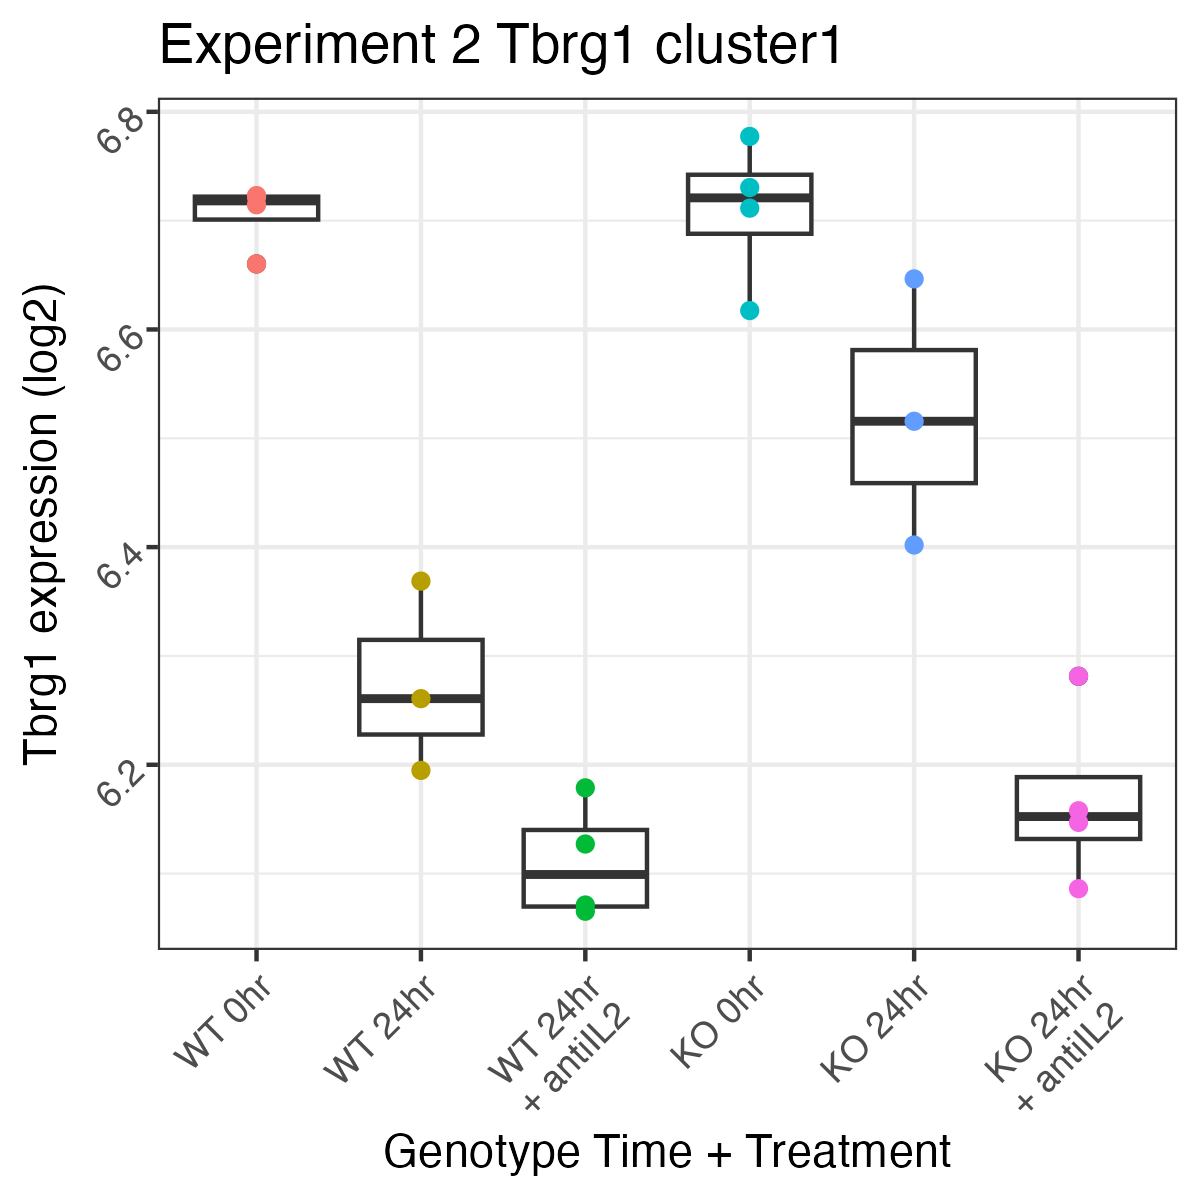 Experiment 2 Tbrg1 cluster1
Tbrg1 expression (log2)
6.8
6.6
6.4
6.2
WT 0hr
WT 24hr
WT 24hr
+ antiIL2
KO 0hr
KO 24hr
KO 24hr
+ antiIL2
Genotype Time + Treatment